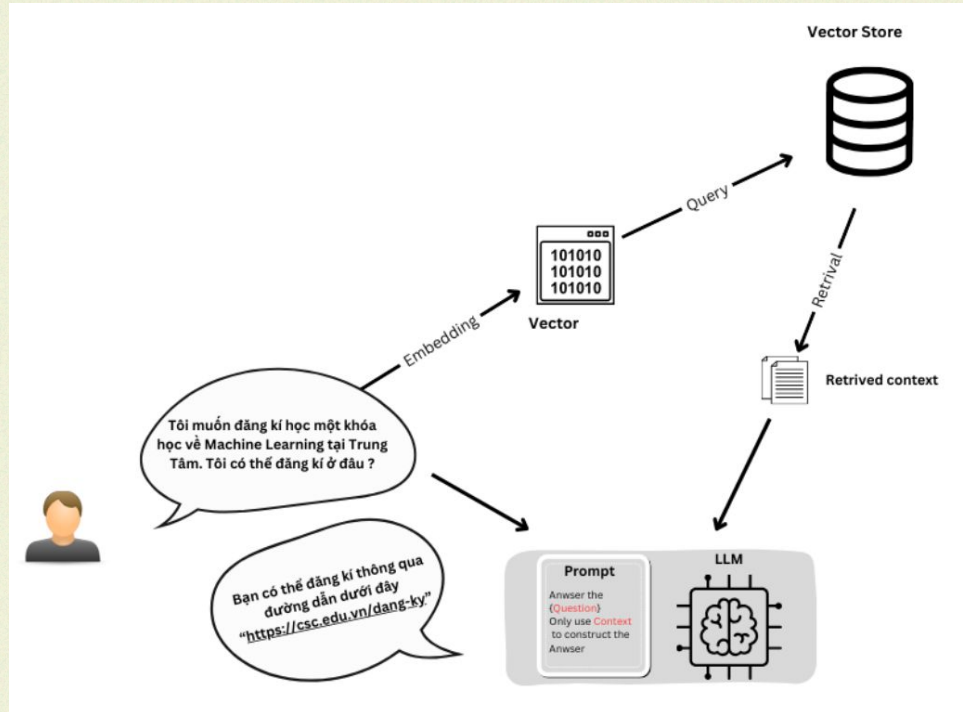 Vector Store
Query
101010
101010
101010
Vector
Retrival
Embedding
Retrived context
Tôi muốn đăng kí học một khóa
học về Machine Learning tại Trung
Tâm. Tôi có thể đăng kí ở đâu ?
Bạn có thể đăng kí thông qua
đường dẫn dưới đây
“https://csc.edu.vn/dang-ky”
Prompt
Anwser the
{Question}
Only use Context
to construct the
Anwser
LLM